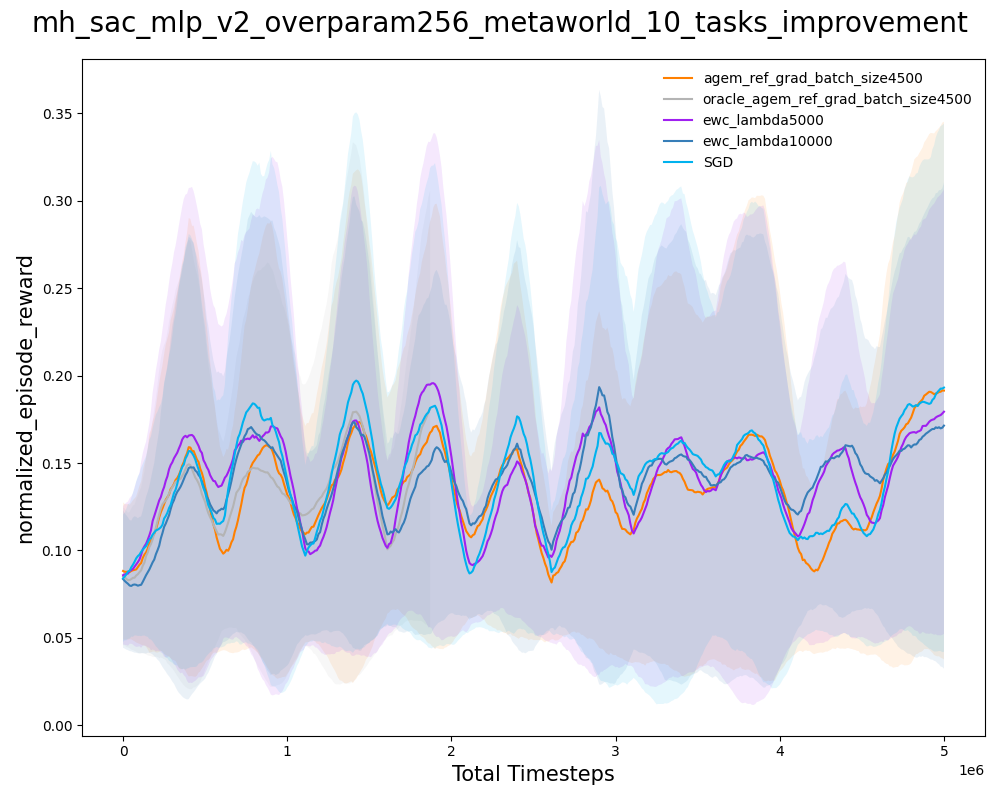 mh_sac_mlp_v2_overparam256_metaworld_10_tasks_improvement
agem_ref_grad_batch_size4500
oracle_agem_ref_grad_batch_size4500
ewc_lambda5000
ewc_lambda10000
SGD
normalized_episode_reward
0.35
0.30
0.25
0.20
0.15
0.10
0.05
0.00
0 1 2 3 4 5
1e6
Total Timesteps